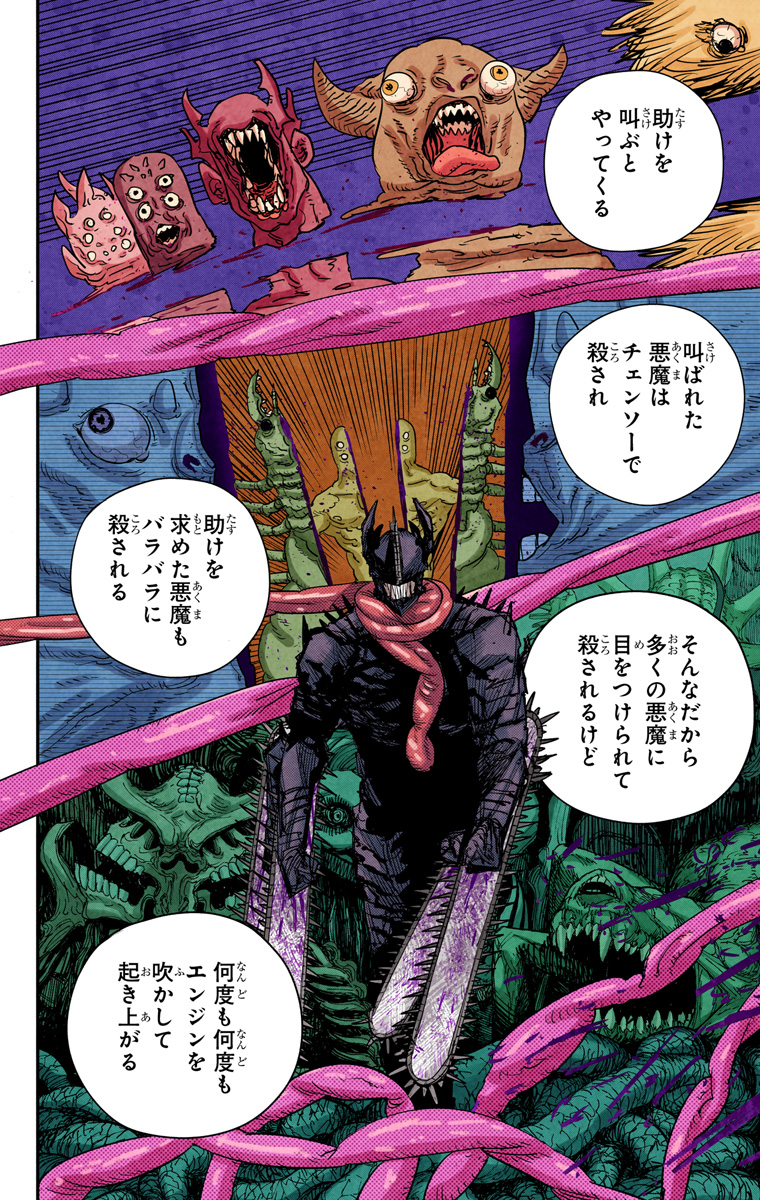 助けを
叫ぶと
やってくる
叫ばれた
悪魔は
チェンソーで
殺され
助けを
求めた悪魔も
バラバラに
殺される
そんなだから
多くの悪魔に
目をつけられて
殺されるけど
何度も何度も
エンジンを
吹かして
起き上がる